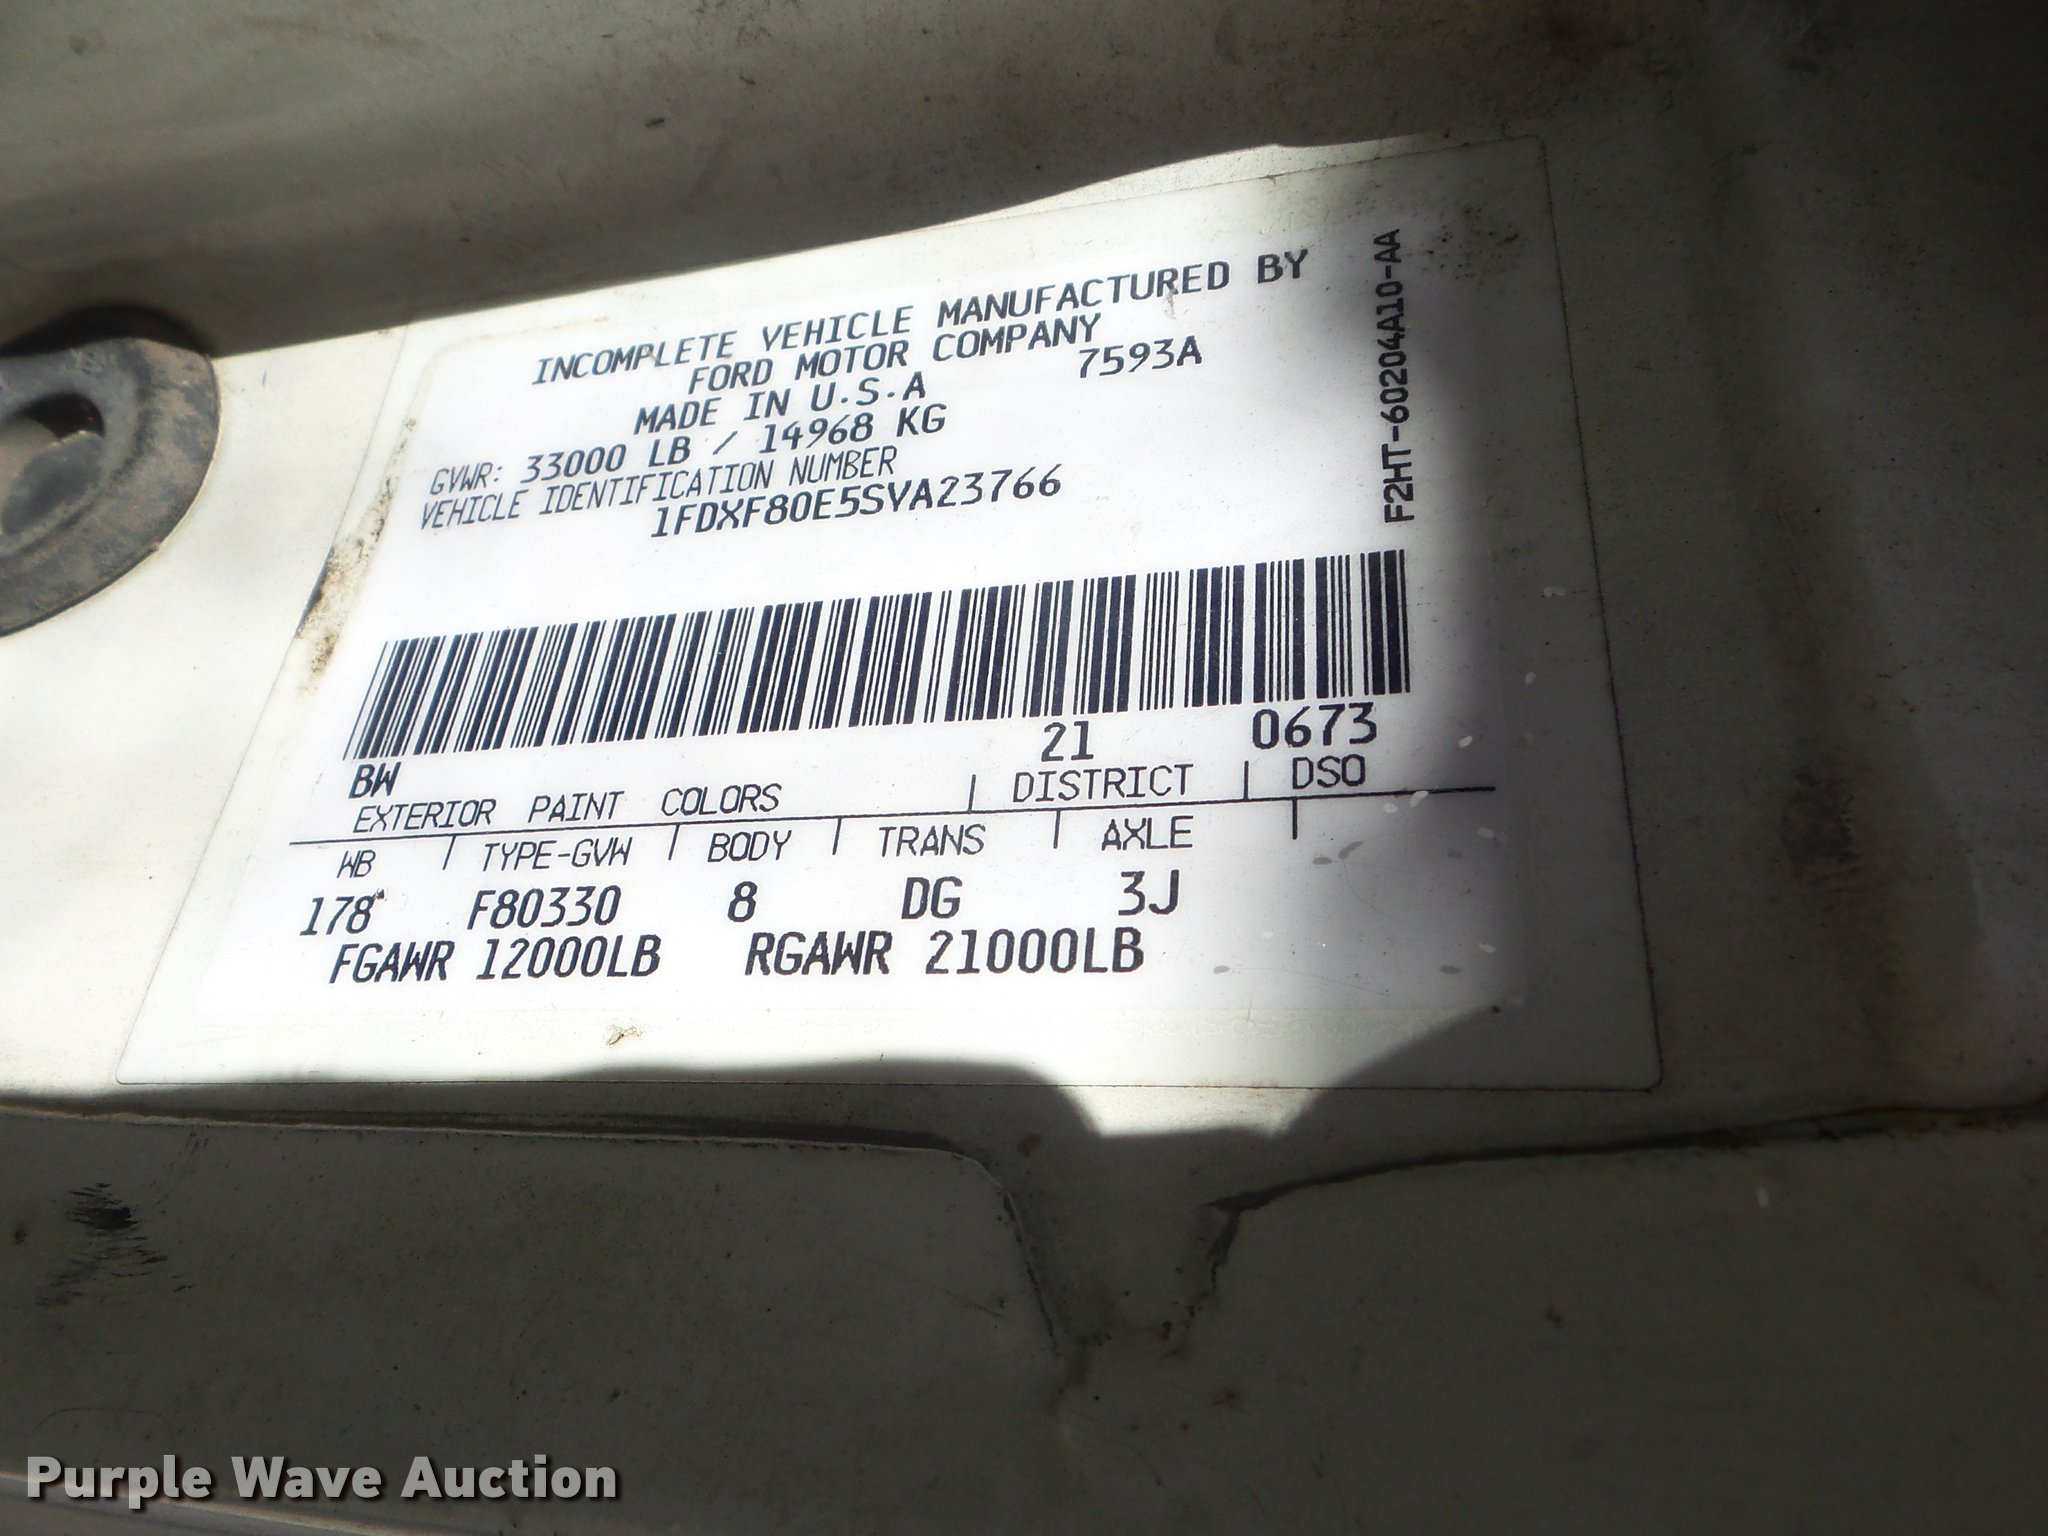 INCOMPLETE VEHICLE MANUFACTURED BY
FORD MOTOR COMPANY
MADE IN U.S.A 7593A
GVWR: 33000 LB / 14968 KG
VEHICLE IDENTIFICATION NUMBER
1FDXF80E5SVA23766
F2HT-60204A10-AA
BW 21 0673
EXTERIOR PAINT COLORS DISTRICT DSO
WB TYPE-GVW BODY TRANS AXLE
178 F80330 8 DG 3J
FGAWR 12000LB RGAWR 21000LB
Purple Wave Auction